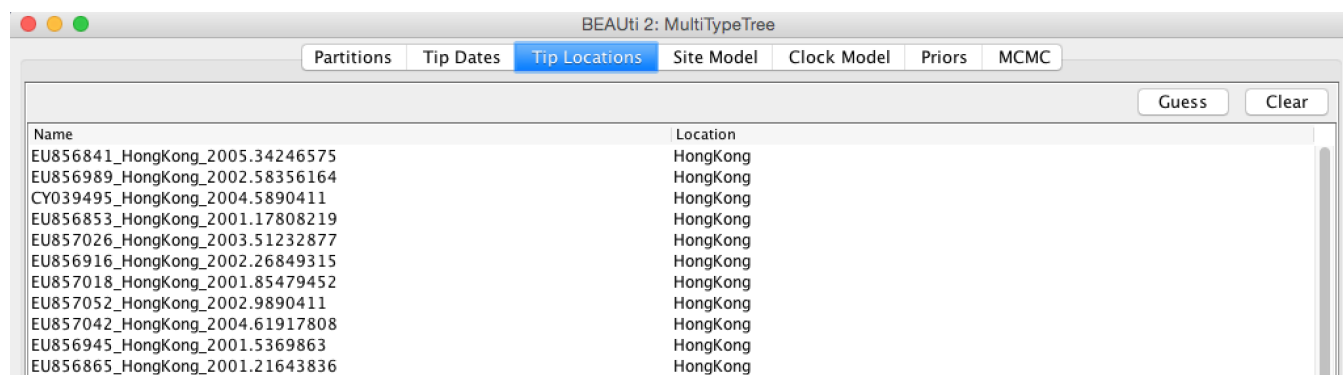 BEAUti 2: MultiTypeTree
Partitions Tip Dates Tip Locations Site Model Clock Model Priors MCMC
Guess Clear
Name Location
EU856841_HongKong_2005.34246575 HongKong
EU856989_HongKong_2002.58356164 HongKong
CY039495_HongKong_2004.5890411 HongKong
EU856853_HongKong_2001.17808219 HongKong
EU857026_HongKong_2003.51232877 HongKong
EU856916_HongKong_2002.26849315 HongKong
EU857018_HongKong_2001.85479452 HongKong
EU857052_HongKong_2002.9890411 HongKong
EU857042_HongKong_2004.61917808 HongKong
EU856945_HongKong_2001.5369863 HongKong
EU856865_HongKong_2001.21643836 HongKong